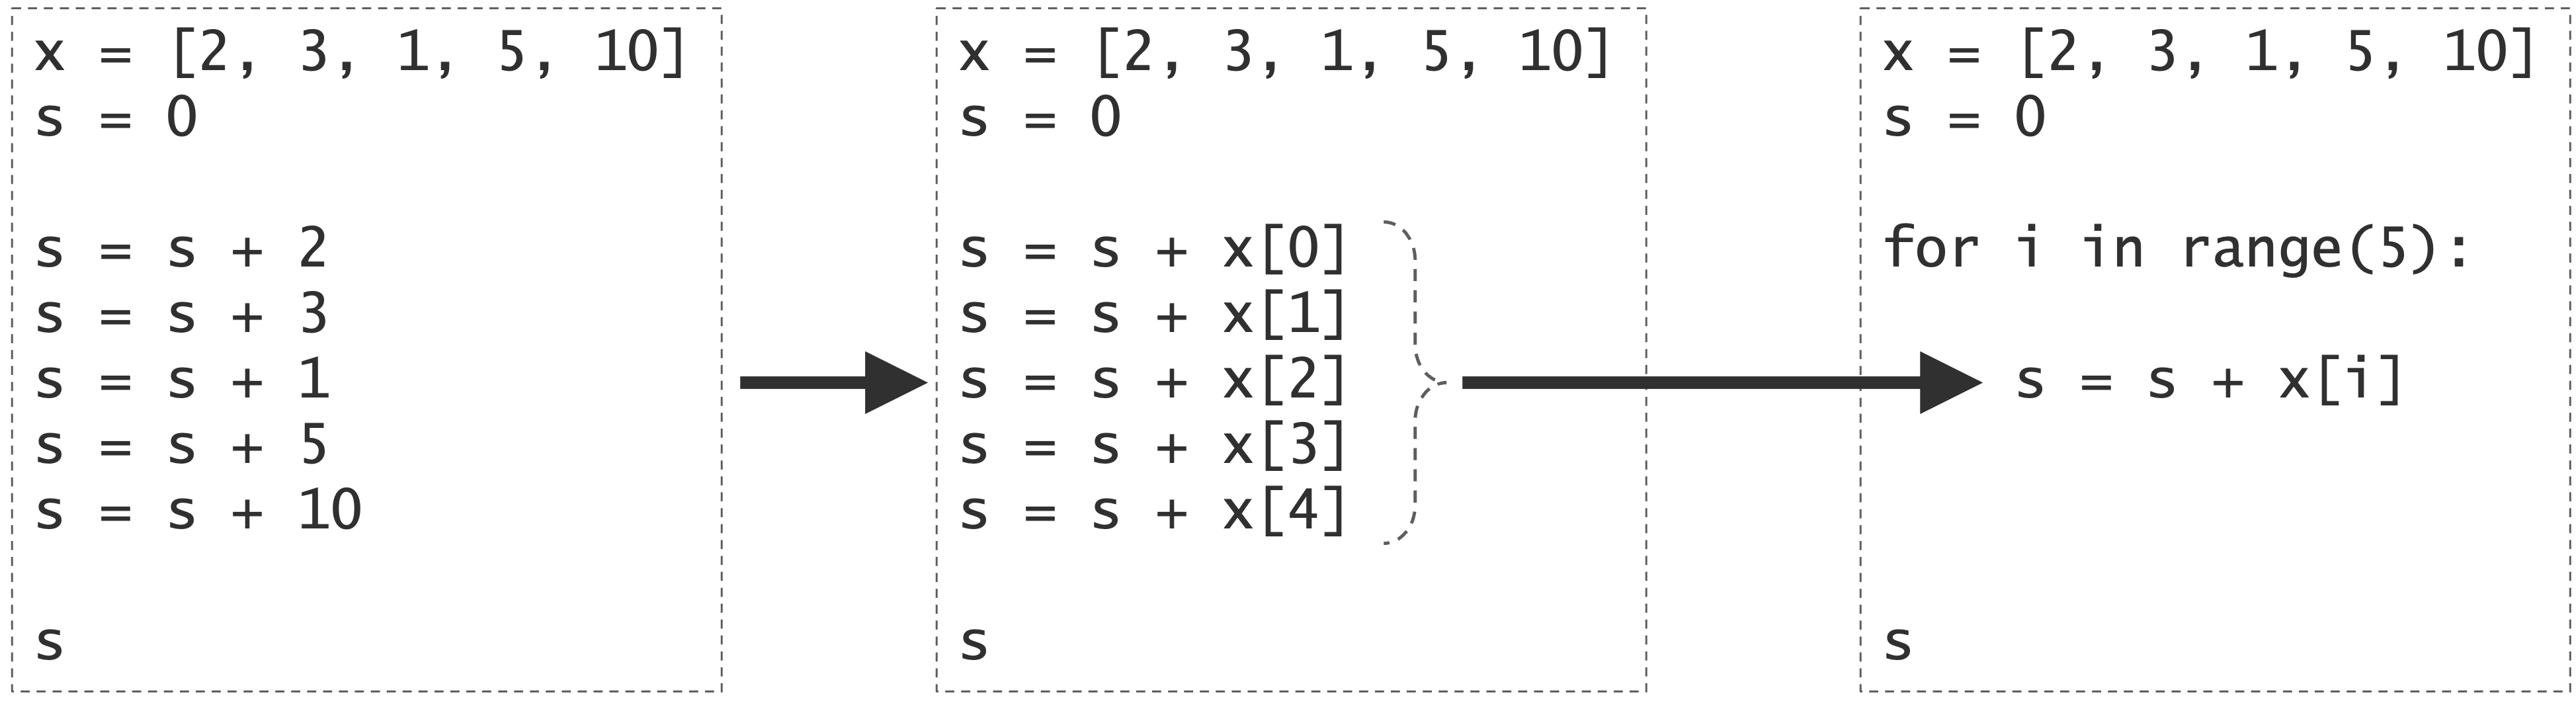 x = [2, 3, 1, 5, 10]
s = 0
s = s + 2
s = s + 3
s = s + 1
s = s + 5
s = s + 10
s
x = [2, 3, 1, 5, 10]
s = 0
s = s + x[0]
s = s + x[1]
s = s + x[2]
s = s + x[3]
s = s + x[4]
s
x = [2, 3, 1, 5, 10]
s = 0
for i in range(5):
s = s + x[i]
s